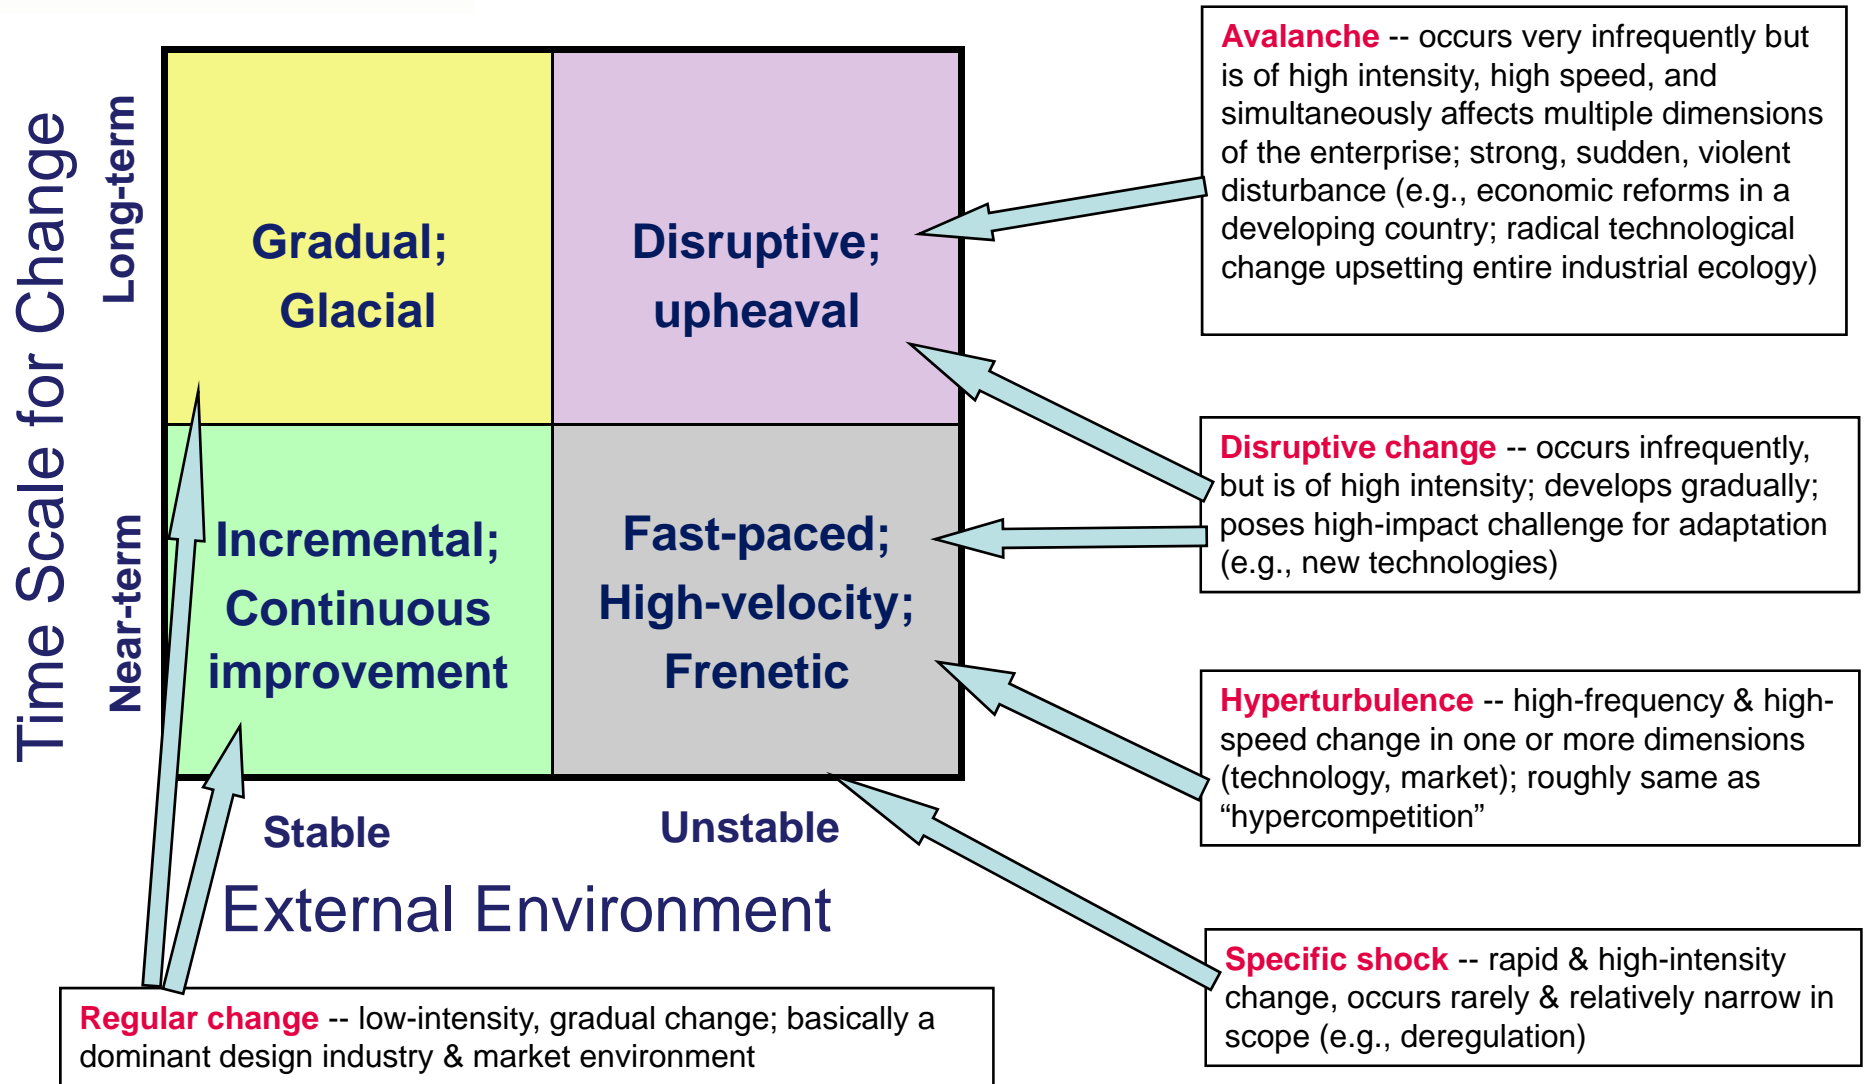 Time Scale for Change
Long-term
Near-term
Gradual;
Glacial
Disruptive;
upheaval
Incremental;
Continuous
improvement
Fast-paced;
High-velocity;
Frenetic
Stable
Unstable
External Environment
Avalanche -- occurs very infrequently but
is of high intensity, high speed, and
simultaneously affects multiple dimensions
of the enterprise; strong, sudden, violent
disturbance (e.g., economic reforms in a
developing country; radical technological
change upsetting entire industrial ecology)
Disruptive change -- occurs infrequently,
but is of high intensity; develops gradually;
poses high-impact challenge for adaptation
(e.g., new technologies)
Hyperturbulence -- high-frequency & high-
speed change in one or more dimensions
(technology, market); roughly same as
“hypercompetition”
Specific shock -- rapid & high-intensity
change, occurs rarely & relatively narrow in
scope (e.g., deregulation)
Regular change -- low-intensity, gradual change; basically a
dominant design industry & market environment